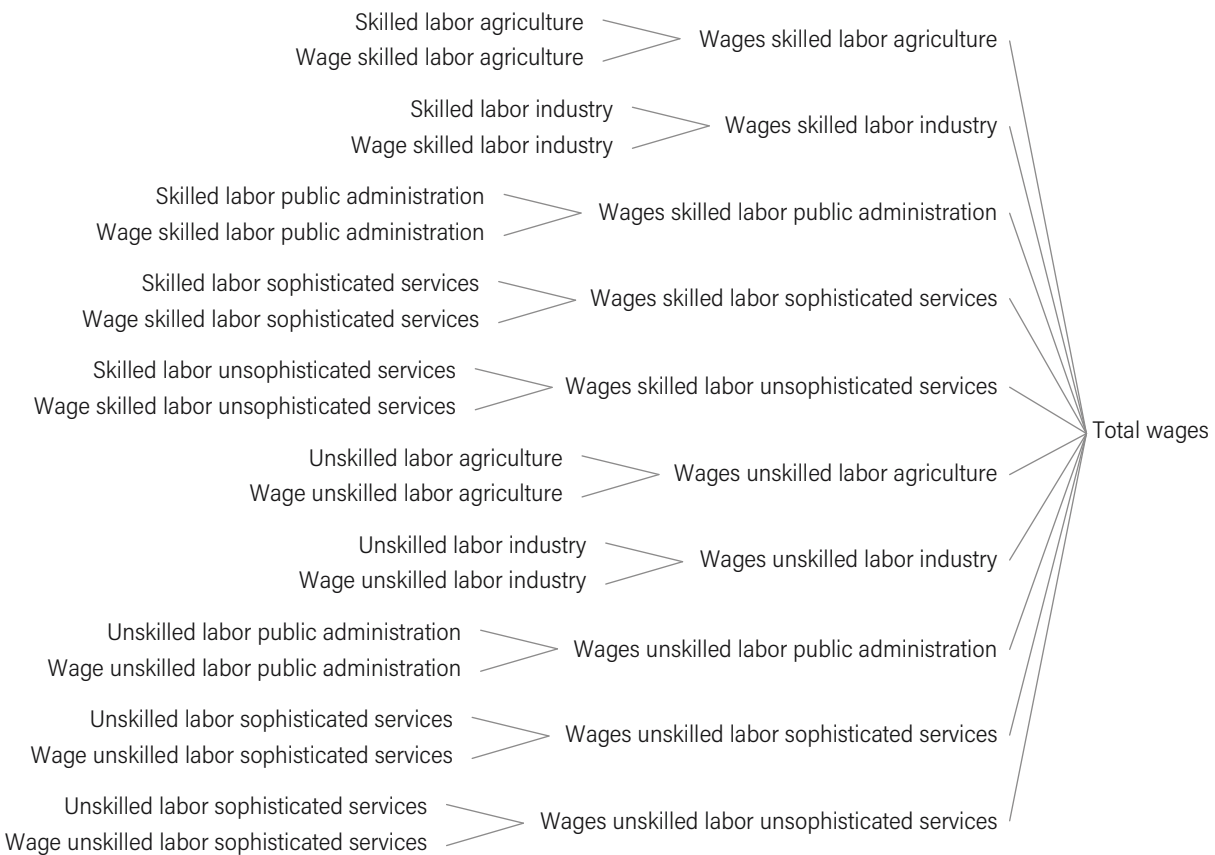 Skilled labor agriculture
Wage skilled labor agriculture
Wages skilled labor agriculture
Skilled labor industry
Wage skilled labor industry
Wages skilled labor industry
Skilled labor public administration
Wage skilled labor public administration
Wages skilled labor public administration
Skilled labor sophisticated services
Wage skilled labor sophisticated services
Wages skilled labor sophisticated services
Skilled labor unsophisticated services
Wage skilled labor unsophisticated services
Wages skilled labor unsophisticated services
Unskilled labor agriculture
Wage unskilled labor agriculture
Wages unskilled labor agriculture
Unskilled labor industry
Wage unskilled labor industry
Wages unskilled labor industry
Unskilled labor public administration
Wage unskilled labor public administration
Wages unskilled labor public administration
Unskilled labor sophisticated services
Wage unskilled labor sophisticated services
Wages unskilled labor sophisticated services
Unskilled labor sophisticated services
Wage unskilled labor sophisticated services
Wages unskilled labor unsophisticated services
Total wages